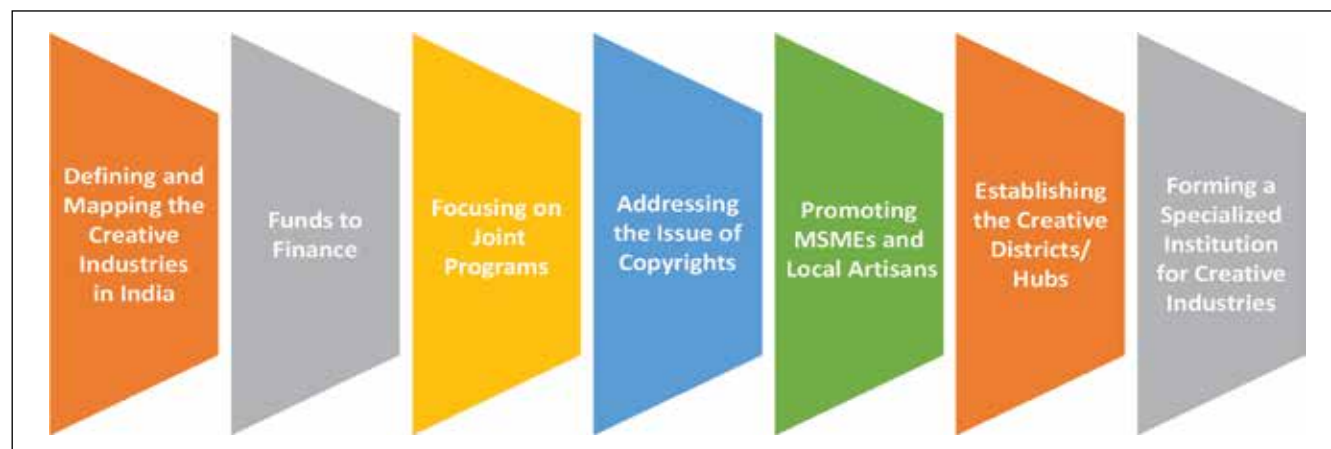 Defining and
Mapping the
Creative
Industries
in India
Funds to
Finance
Focusing on
Joint
Programs
Addressing
the Issue of
Copyrights
Promoting
MSMEs and
Local Artisans
Establishing
the Creative
Districts/
Hubs
Forming a
Specialized
Institution
for Creative
Industries